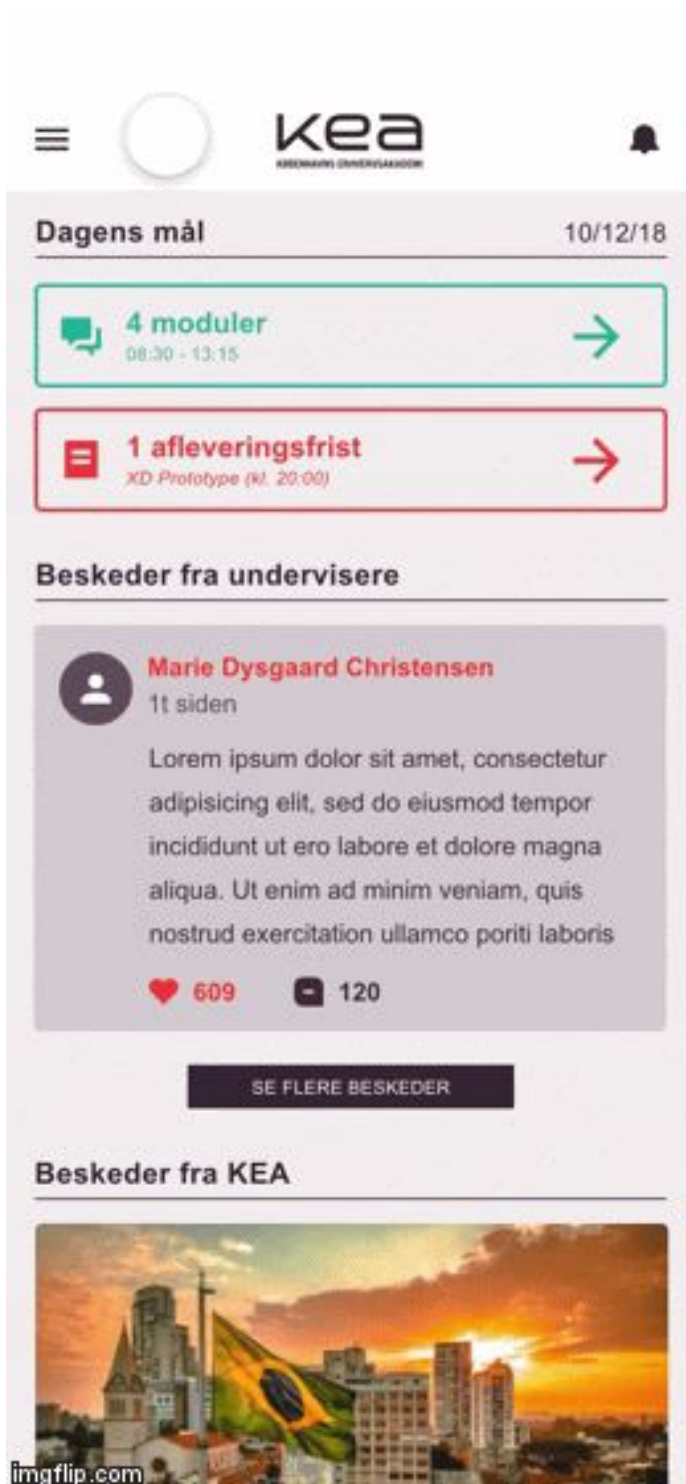 kea
KØBENHAVNS ERHVERVSAKADEMI
Dagens mål
10/12/18
4 moduler
08:30 - 13:15
1 afleveringsfrist
XD Prototype (kl. 20:00)
Beskeder fra undervisere
Marie Dysgaard Christensen
1t siden
Lorem ipsum dolor sit amet, consectetur
adipisicing elit, sed do eiusmod tempor
incididunt ut ero labore et dolore magna
aliqua. Ut enim ad minim veniam, quis
nostrud exercitation ullamco poriti laboris
609
120
SE FLERE BESKEDER
Beskeder fra KEA
imgflip.com